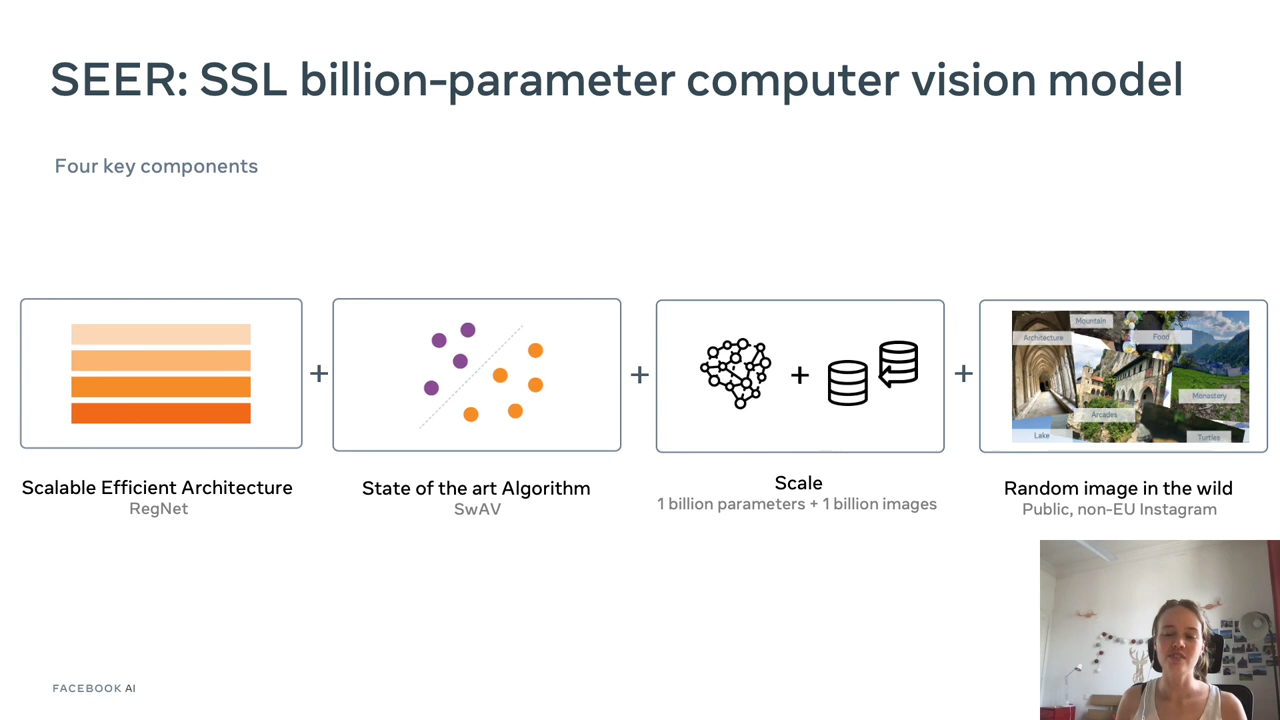 SEER: SSL billion-parameter computer vision model
Four key components
Mountain
Architecture
Food
Monastery
Arcades
Lake
Turtles
Scalable Efficient Architecture
RegNet
State of the art Algorithm
SwAV
Scale
1 billion parameters + 1 billion images
Random image in the wild
Public, non-EU Instagram
FACEBOOK AI